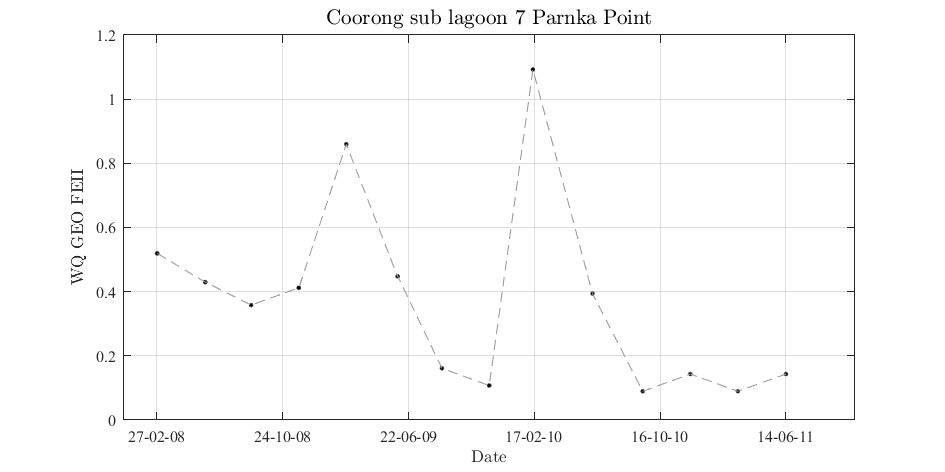 Coorong sub lagoon 7 Parnka Point
WQ GEO FEII
1.2
1
0.8
0.6
0.4
0.2
0
27-02-08 24-10-08 22-06-09 17-02-10 16-10-10 14-06-11
Date